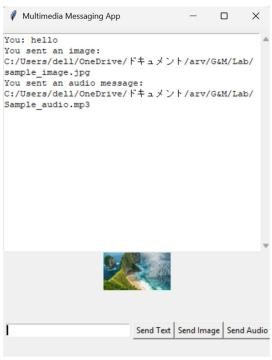 Multimedia Messaging App
You: hello
You sent an image:
C:/Users/dell/OneDrive/ドキュメント/arv/G&M/Lab/
sample_image.jpg
You sent an audio message:
C:/Users/dell/OneDrive/ドキュメント/arv/G&M/Lab/
Sample_audio.mp3
Send Text Send Image Send Audio